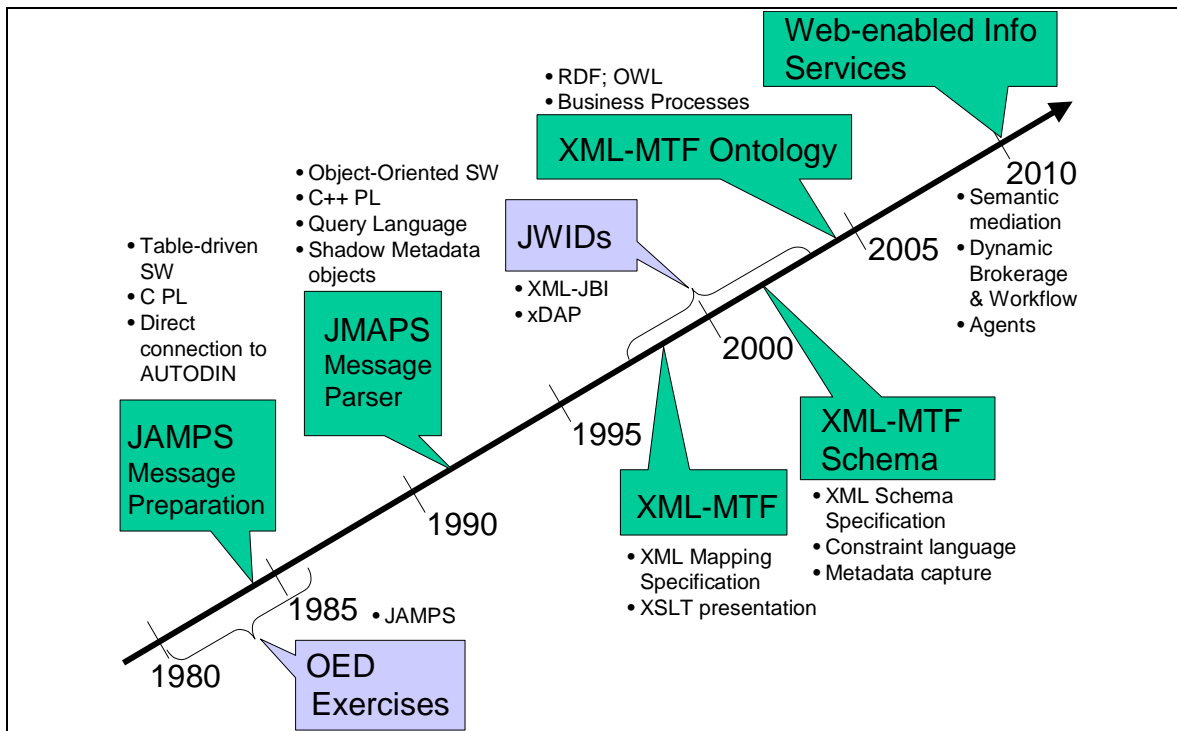 Web-enabled Info
Services
• RDF; OWL
• Business Processes
XML-MTF Ontology
2010
• Semantic
mediation
• Dynamic
Brokerage
& Workflow
• Agents
• Object-Oriented SW
• C++ PL
• Query Language
• Shadow Metadata
objects
JWIDs
• XML-JBI
• xDAP
2005
• Table-driven
SW
• C PL
• Direct
connection to
AUTODIN
JMAPS
Message
Parser
2000
JAMPS
Message
Preparation
1995
XML-MTF
Schema
• XML Schema
Specification
• Constraint language
• Metadata capture
1990
XML-MTF
• XML Mapping
Specification
• XSLT presentation
1985
• JAMPS
1980
OED
Exercises